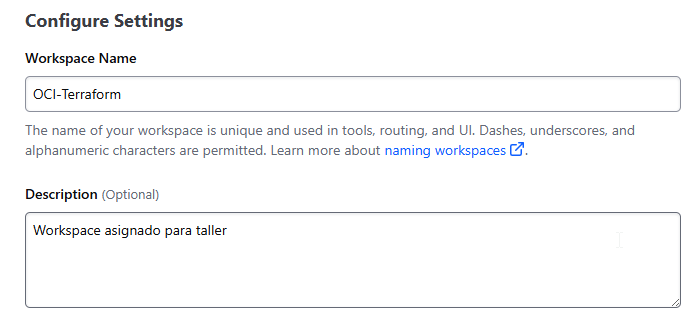 Configure Settings
Workspace Name
OCI-Terraform
The name of your workspace is unique and used in tools, routing, and UI. Dashes, underscores, and
alphanumeric characters are permitted. Learn more about naming workspaces.
Description (Optional)
Workspace asignado para taller